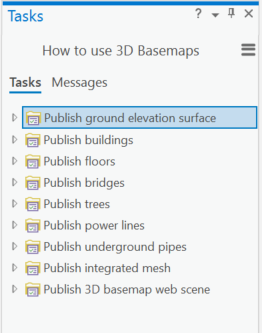 Tasks
?
How to use 3D Basemaps
Tasks Messages
Publish ground elevation surface
Publish buildings
Publish floors
Publish bridges
Publish trees
Publish power lines
Publish underground pipes
Publish integrated mesh
Publish 3D basemap web scene